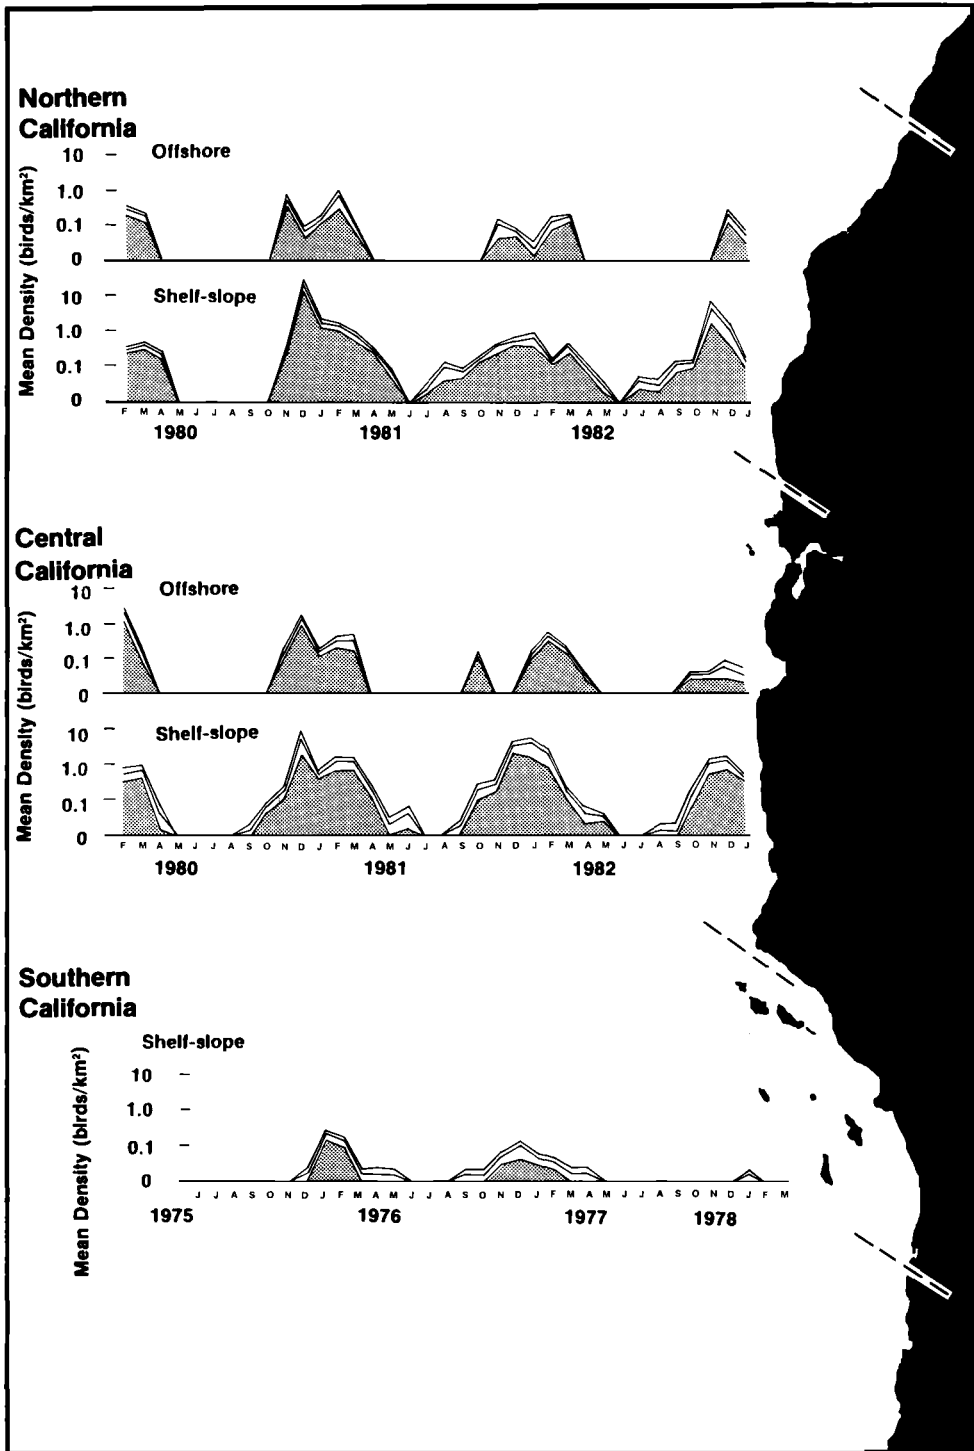 Northern
California
Offshore
10
1.0
0.1
0
Mean Density (birds/km²)
Shelf-slope
10
1.0
0.1
0
F M A M J J A S O N D J F M A M J J A S O N D J F M A M J J A S O N D J
1980 1981 1982
Central
California
Offshore
10
1.0
0.1
0
Mean Density (birds/km²)
Shelf-slope
10
1.0
0.1
0
F M A M J J A S O N D J F M A M J J A S O N D J F M A M J J A S O N D J
1980 1981 1982
Southern
California
Shelf-slope
10
1.0
0.1
0
Mean Density (birds/km²)
J J A S O N D J F M A M J J A S O N D J F M A M J J A S O N D J F M
1975 1976 1977 1978